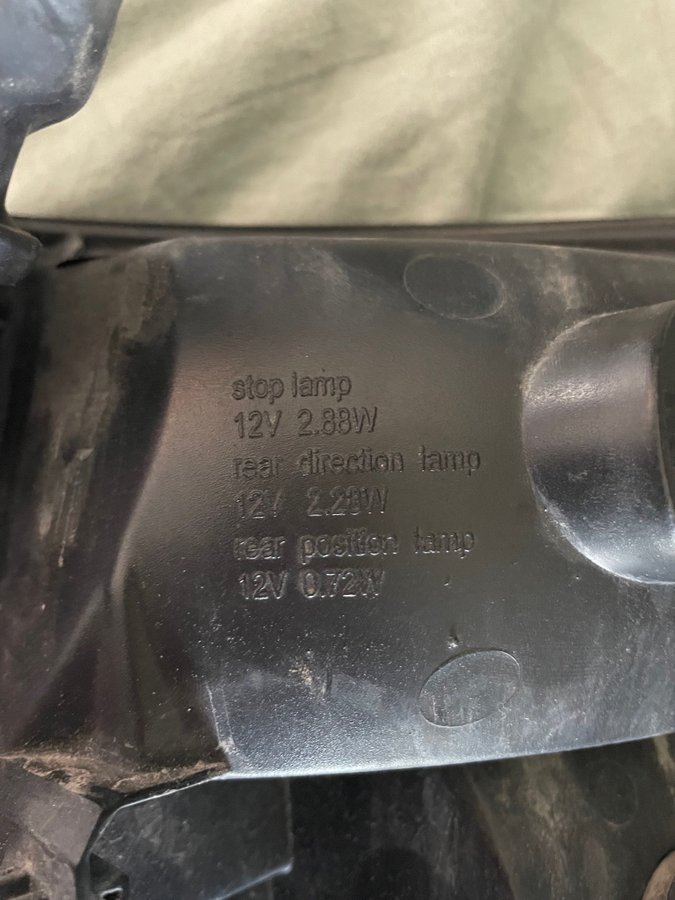 stop lamp
12V 2.88W
rear direction lamp
12V 2.28W
rear position lamp
12V 0.72W